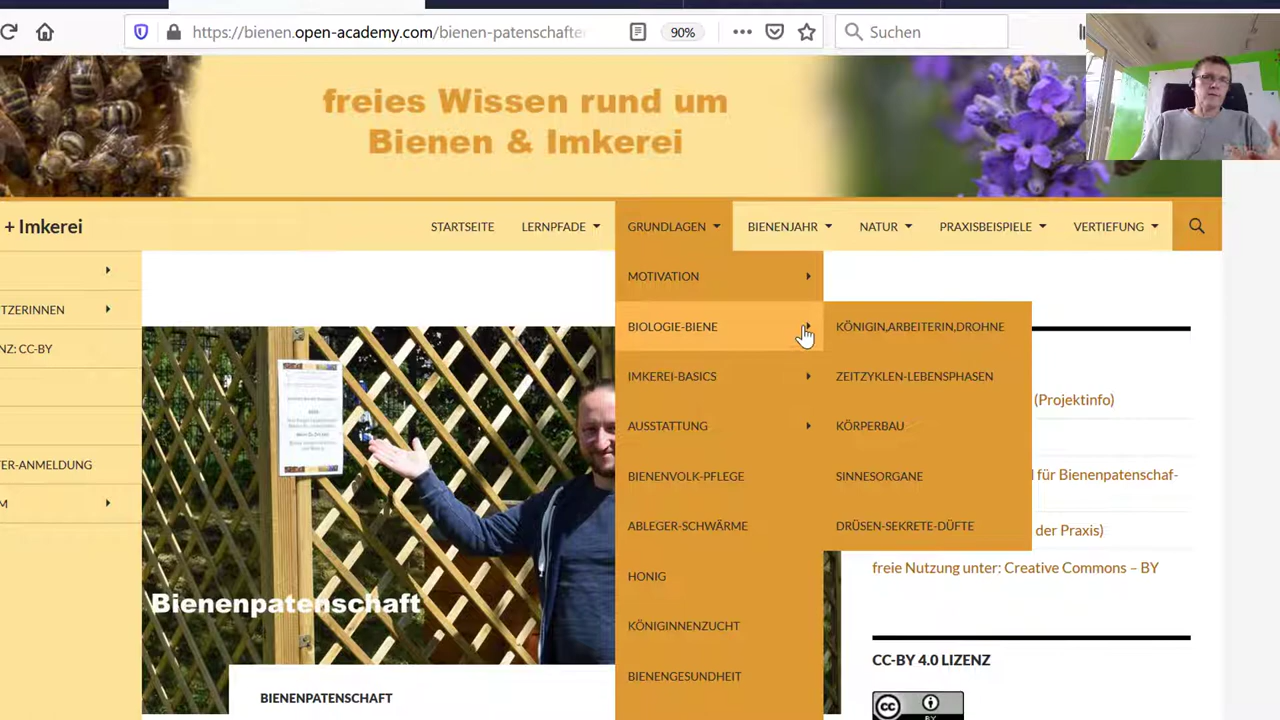 https://bienen.open-academy.com/bienen-patenschafte
90%
Suchen
freies Wissen rund um
Bienen & Imkerei
+ Imkerei
STARTSEITE
LERNPFADE
GRUNDLAGEN
BIENENJAHR
NATUR
PRAXISBEISPIELE
VERTIEFUNG
TZERINNEN
NZ: CC-BY
ER-ANMELDUNG
M
MOTIVATION
BIOLOGIE-BIENE
IMKEREI-BASICS
AUSSTATTUNG
BIENENVOLK-PFLEGE
ABLEGER-SCHWÄRME
HONIG
KÖNIGINNENZUCHT
BIENENGESUNDHEIT
KÖNIGIN,ARBEITERIN,DROHNE
ZEITZYKLEN-LEBENSPHASEN
KÖRPERBAU
SINNESORGANE
DRÜSEN-SEKRETE-DÜFTE
(Projektinfo)
für Bienenpatenschaf-
der Praxis)
freie Nutzung unter: Creative Commons – BY
CC-BY 4.0 LIZENZ
cc
BY
Bienenpatenschaft
BIENENPATENSCHAFT